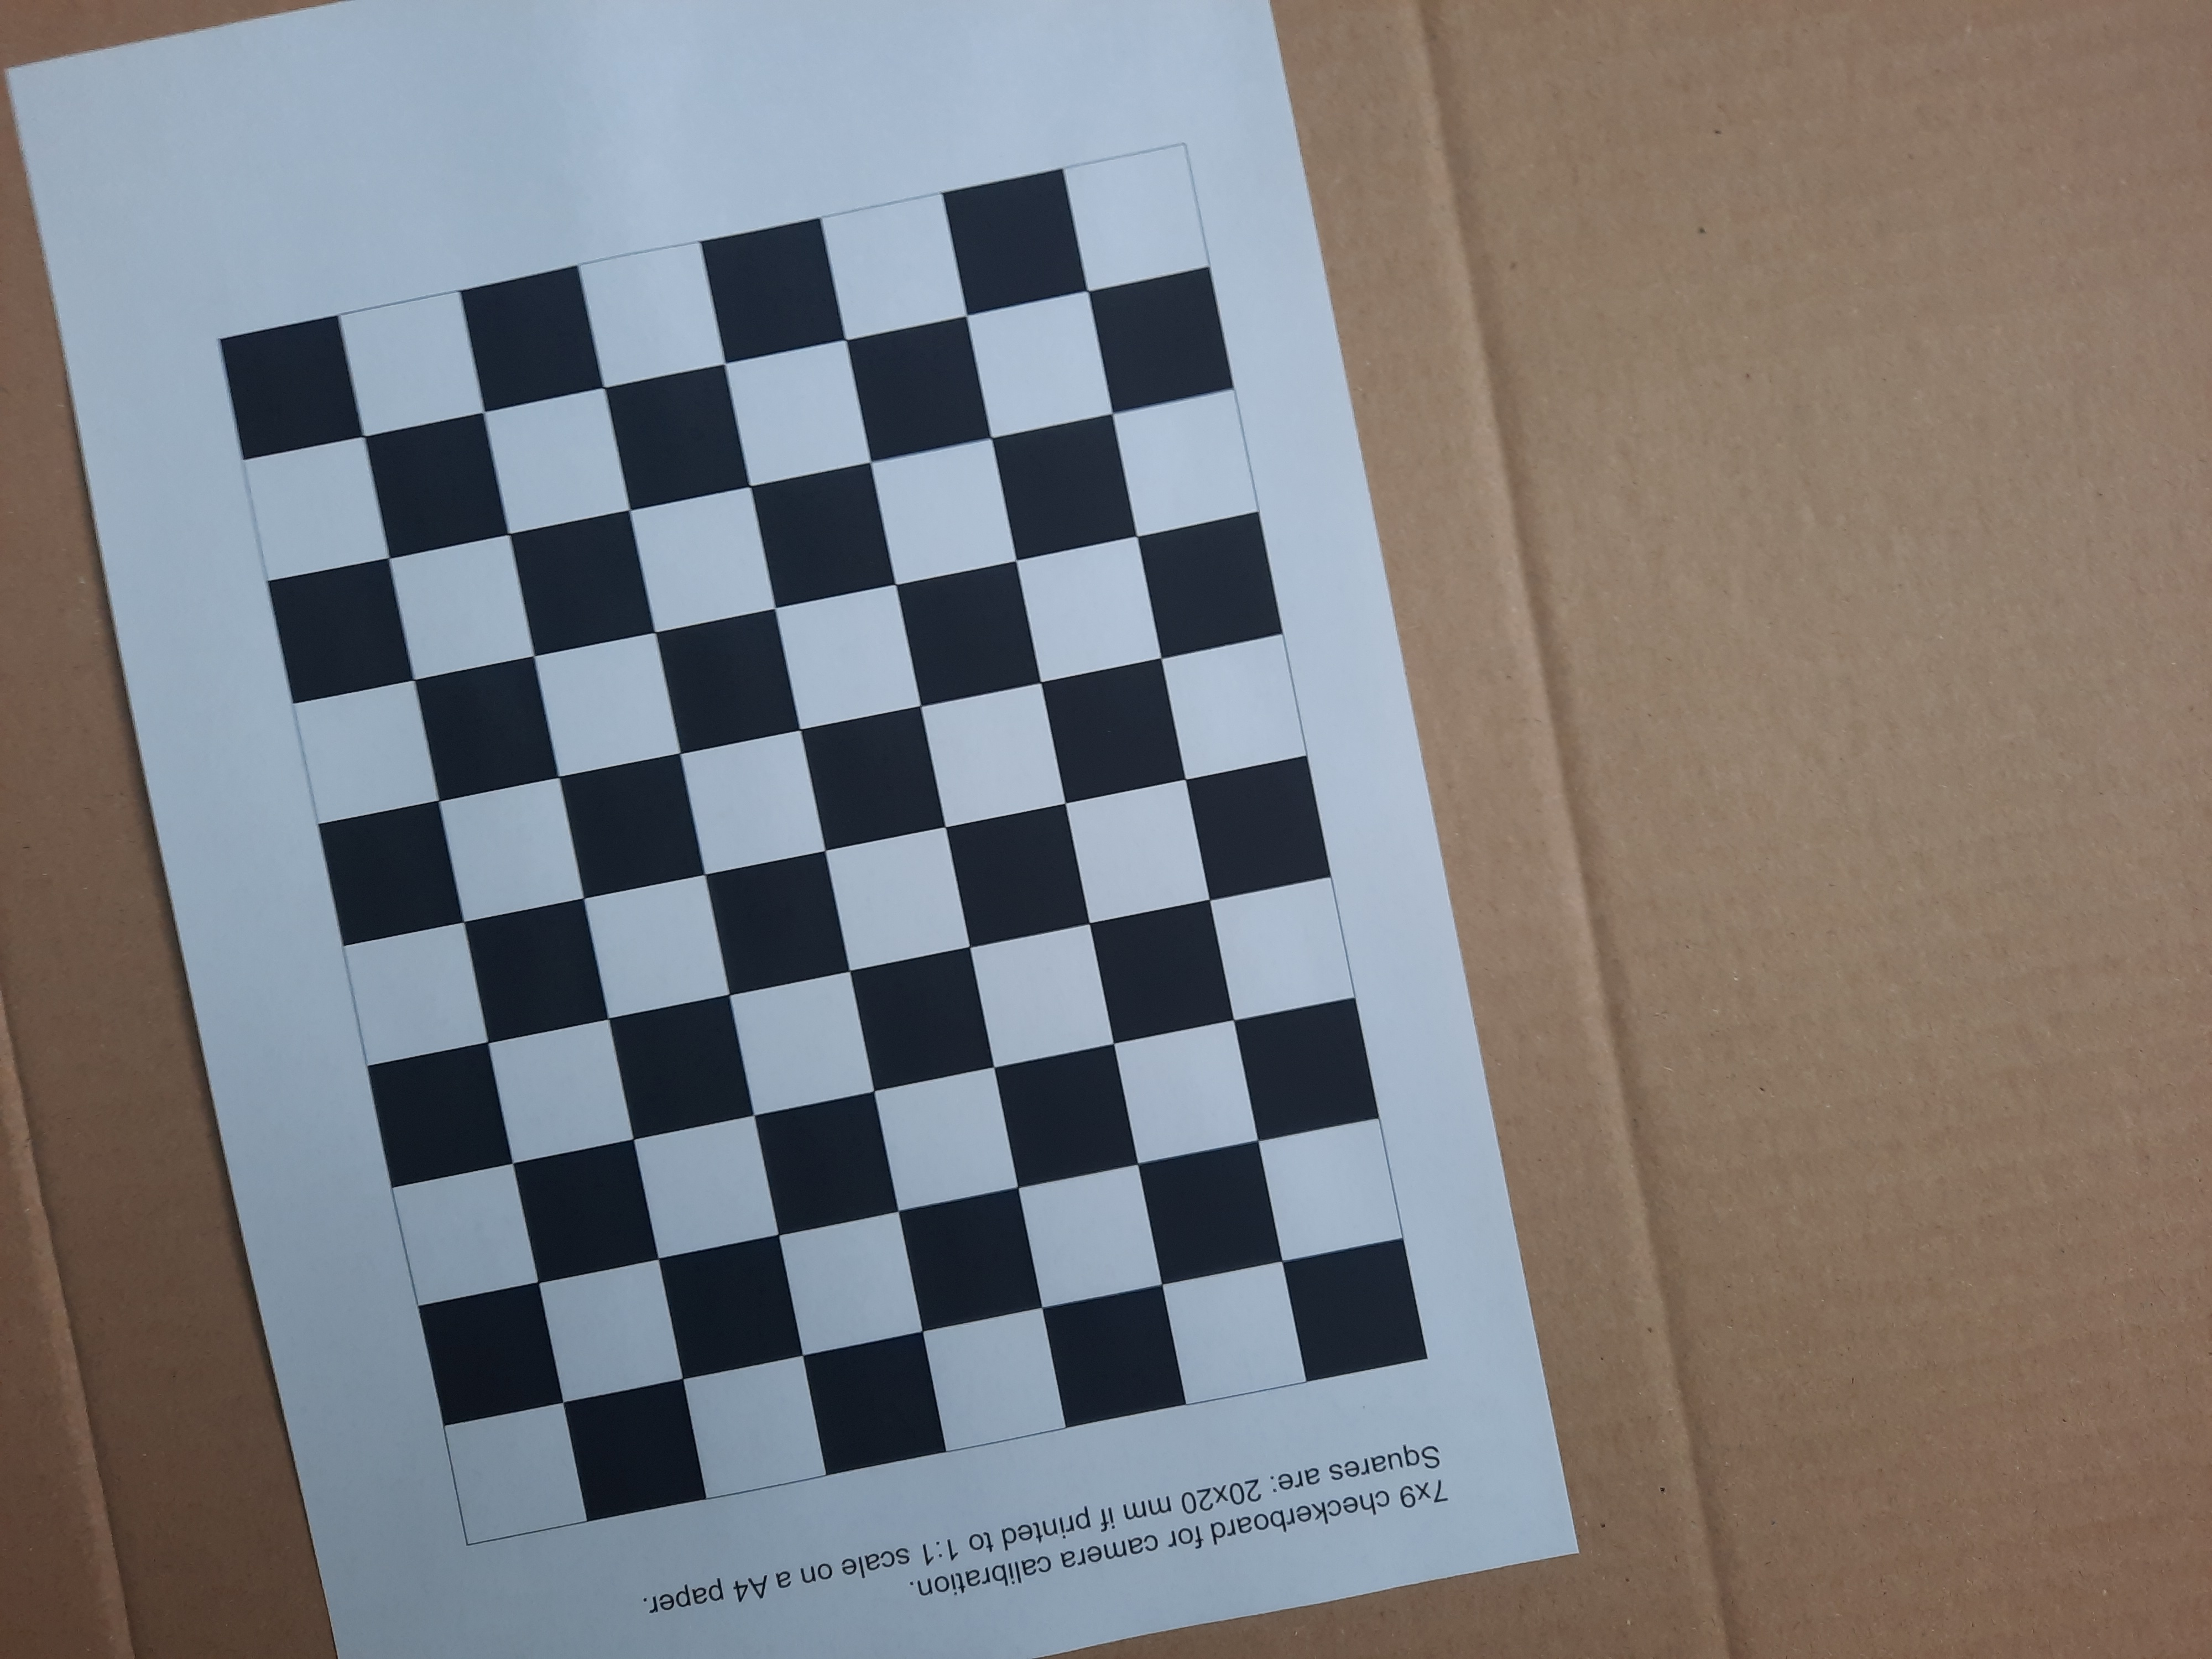 7x9 checkerboard for camera calibration.
Squares are: 20x20 mm if printed to 1:1 scale on a A4 paper.